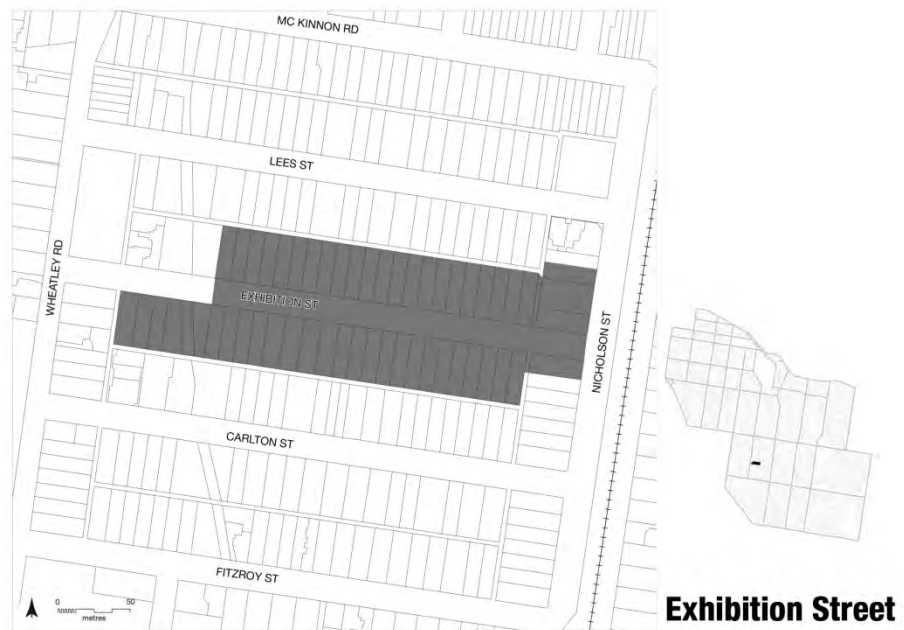 MC KINNON RD
LEES ST
WHEATLEY RD
EXHIBITION ST
NICHOLSON ST
CARLTON ST
FITZROY ST
0 50
metres
Exhibition Street